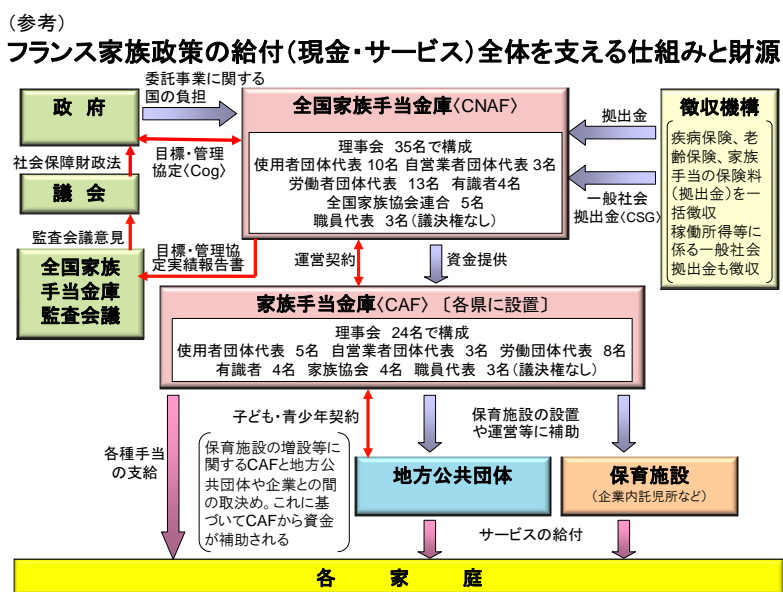 (参考)
フランス家族政策の給付(現金・サービス)全体を支える仕組みと財源
委託事業に関する
国の負担
政 府
全国家族手当金庫〈CNAF〉
理事会 35名で構成
使用者団体代表 10名 自営業者団体代表 3名
労働者団体代表 13名 有識者4名
全国家族協会連合 5名
職員代表 3名(議決権なし)
徴収機構
疾病保険、老
齢保険、家族
手当の保険料
(拠出金)を一
括徴収
稼働所得等に
係る一般社会
拠出金も徴収
拠出金
一般社会
拠出金〈CSG〉
目標・管理
協定〈Cog〉
社会保障財政法
議 会
監査会議意見
全国家族
手当金庫
監査会議
目標・管理協
定実績報告書
運営契約
資金提供
家族手当金庫〈CAF〉〔各県に設置〕
理事会 24名で構成
使用者団体代表 5名 自営業者団体代表 3名 労働団体代表 8名
有識者 4名 家族協会 4名 職員代表 3名(議決権なし)
各種手当
の支給
子ども・青少年契約
保育施設の増設等に
関するCAFと地方公
共団体や企業との間
の取決め。これに基
づいてCAFから資金
が補助される
保育施設の設置
や運営等に補助
地方公共団体
保育施設
(企業内託児所など)
サービスの給付
各 家 庭